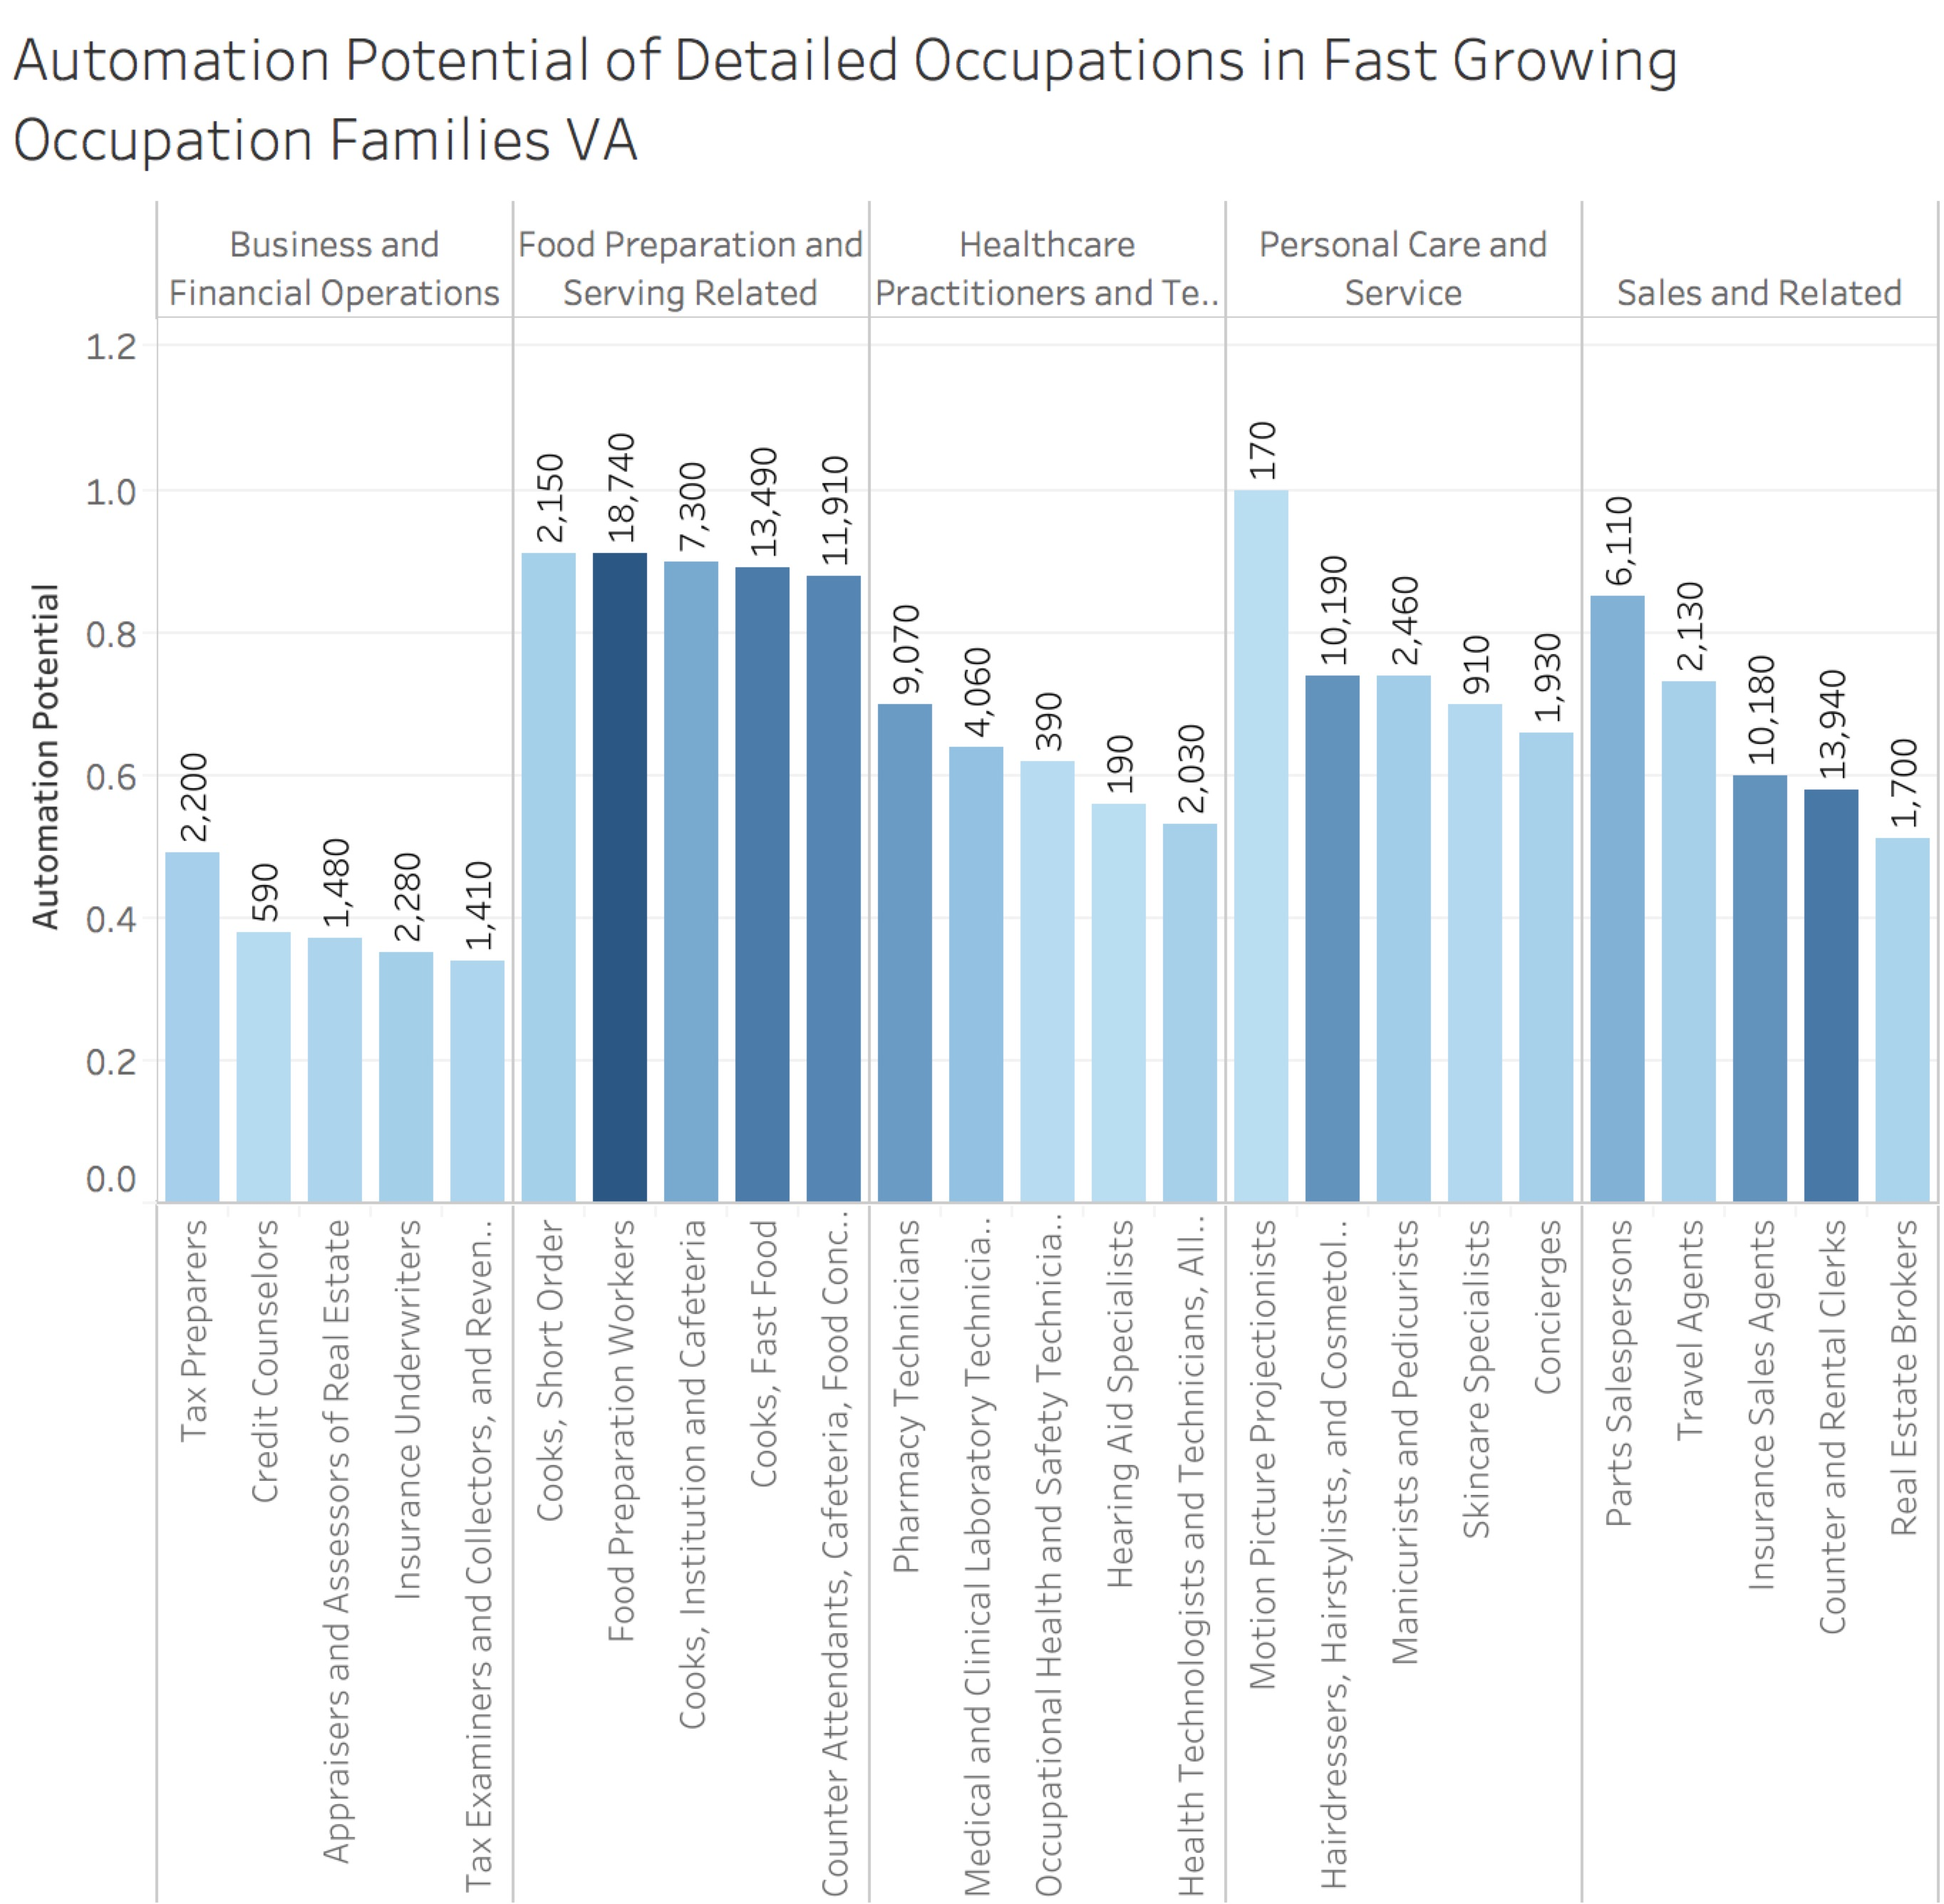 Automation Potential of Detailed Occupations in Fast Growing
Occupation Families VA
Business and
Financial Operations
Food Preparation and
Serving Related
Healthcare
Practitioners and Te..
Personal Care and
Service
Sales and Related
Automation Potential
1.2
1.0
0.8
0.6
0.4
0.2
0.0
2,200
590
1,480
2,280
1,410
2,150
18,740
7,300
13,490
11,910
9,070
4,060
390
190
2,030
170
10,190
2,460
910
1,930
6,110
2,130
10,180
13,940
1,700
Tax Preparers
Credit Counselors
Appraisers and Assessors of Real Estate
Insurance Underwriters
Tax Examiners and Collectors, and Reven..
Cooks, Short Order
Food Preparation Workers
Cooks, Institution and Cafeteria
Cooks, Fast Food
Counter Attendants, Cafeteria, Food Conc..
Pharmacy Technicians
Medical and Clinical Laboratory Technicia..
Occupational Health and Safety Technicia..
Hearing Aid Specialists
Health Technologists and Technicians, All..
Motion Picture Projectionists
Hairdressers, Hairstylists, and Cosmetol..
Manicurists and Pedicurists
Skincare Specialists
Concierges
Parts Salespersons
Travel Agents
Insurance Sales Agents
Counter and Rental Clerks
Real Estate Brokers